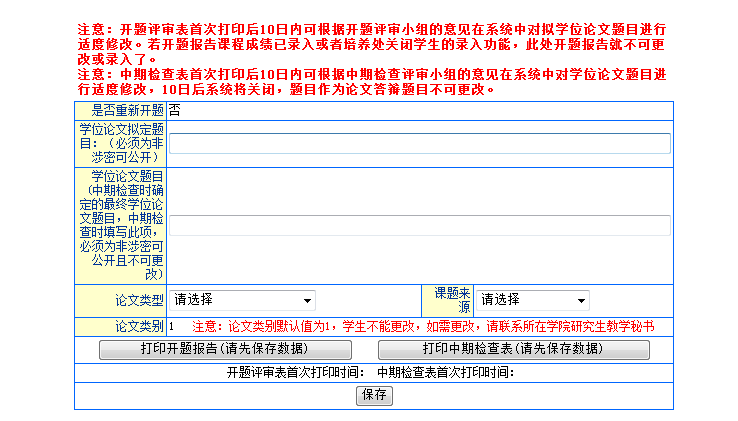 注意：开题评审表首次打印后10日内可根据开题评审小组的意见在系统中对拟学位论文题目进行
适度修改。若开题报告课程成绩已录入或者培养处关闭学生的录入功能，此处开题报告就不可更
改或录入了。
注意：中期检查表首次打印后10日内可根据中期检查评审小组的意见在系统中对学位论文题目进
行适度修改，10日后系统将关闭，题目作为论文答辩题目不可更改。
是否重新开题 否
学位论文拟定题
目：（必须为非
涉密可公开）
学位论文题目
（中期检查时确
定的最终学位论
文题目，中期检
查时填写此项，
必须为非涉密可
公开且不可更
改）
论文类型 请选择 课题来
源 请选择
论文类别 1 注意：论文类别默认值为1，学生不能更改，如需更改，请联系所在学院研究生教学秘书
打印开题报告(请先保存数据) 打印中期检查表(请先保存数据)
开题评审表首次打印时间： 中期检查表首次打印时间：
保存